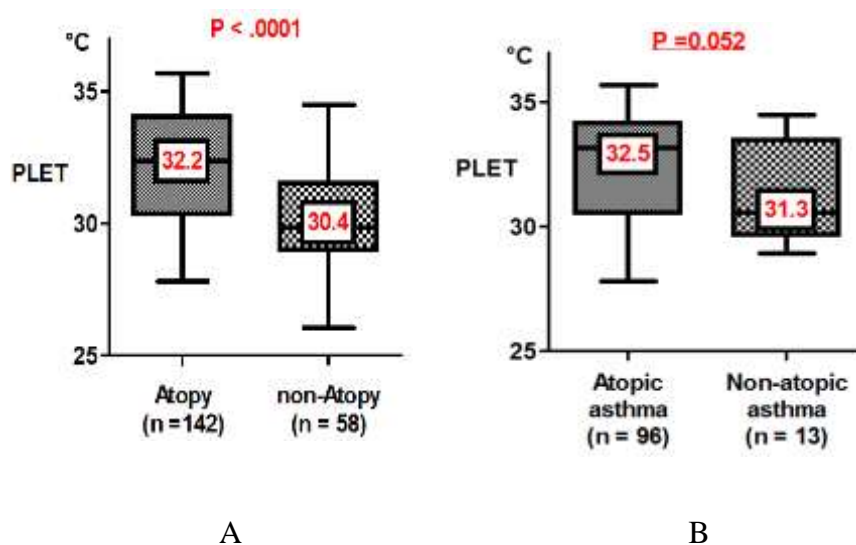 P < .0001
°C
35
PLET
32.2
30.4
30
25
Atopy
(n =142)
non-Atopy
(n = 58)
A
P =0.052
°C
35
PLET
32.5
31.3
30
25
Atopic
asthma
(n = 96)
Non-atopic
asthma
(n = 13)
B